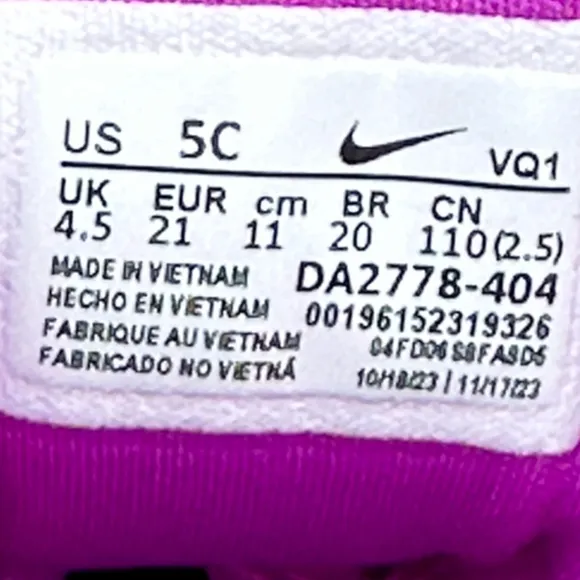 US 5C VQ1
UK EUR cm BR CN
4.5 21 11 20 110(2.5)
MADE IN VIETNAM DA2778-404
HECHO EN VIETNAM 00196152319326
FABRIQUE AU VIETNAM
FABRICADO NO VIETNÃ 10/18/23 | 11/17/23